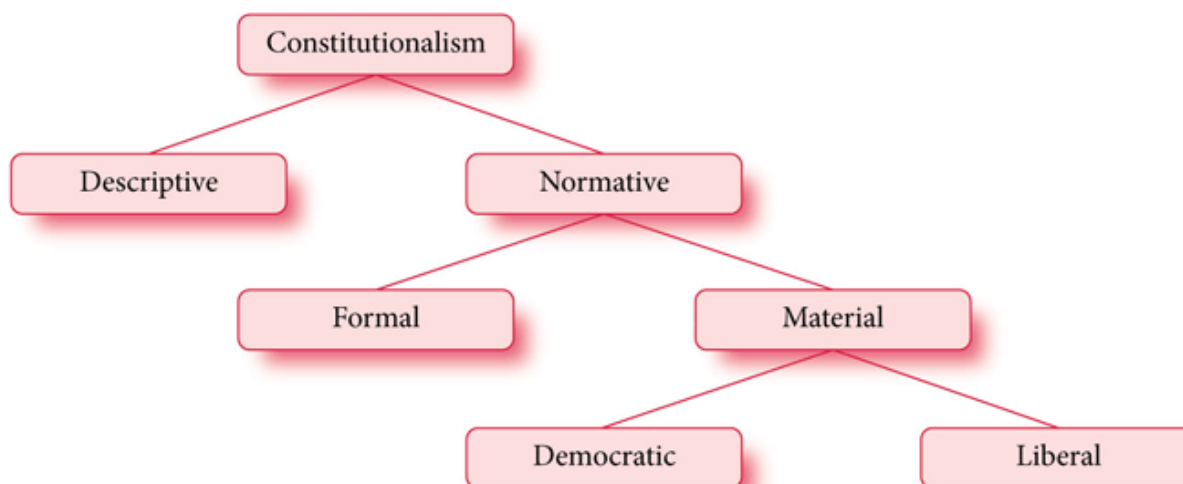 Constitutionalism
Descriptive
Normative
Formal
Material
Democratic
Liberal